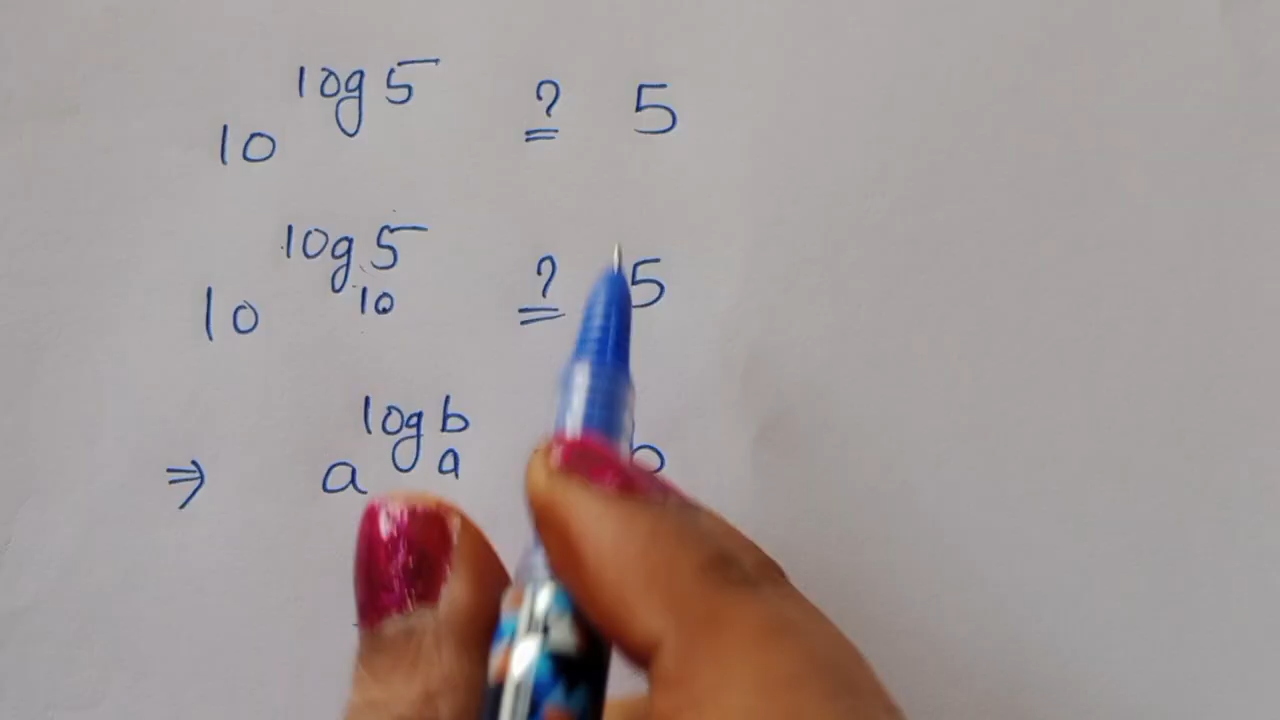 10^log 5 ≟ 5
10^log₁₀ 5 ≟ 5
⇒ a^logₐ b b